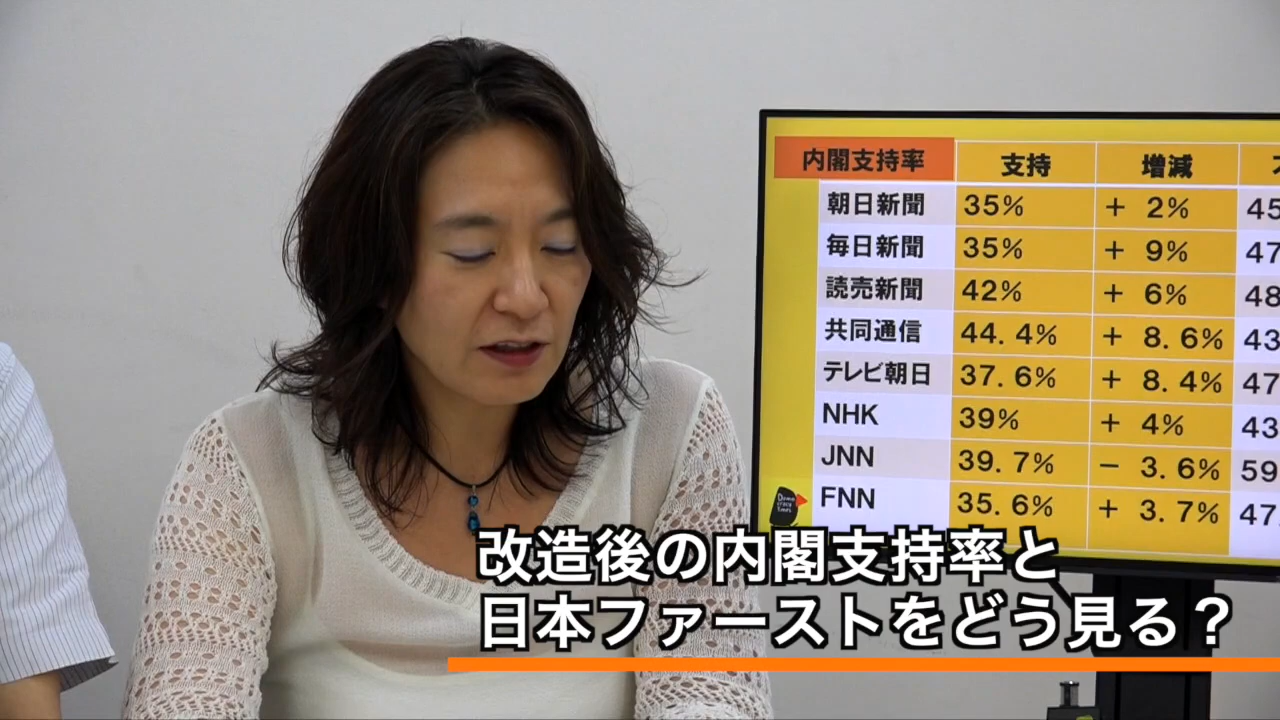 内閣支持率 支持 増減
朝日新聞 35% + 2% 45
毎日新聞 35% + 9% 47
読売新聞 42% + 6% 48
共同通信 44.4% + 8.6% 43
テレビ朝日 37.6% + 8.4% 47
NHK 39% + 4% 43
JNN 39.7% － 3.6% 59
FNN 35.6% + 3.7% 47.
改造後の内閣支持率と
日本ファーストをどう見る？